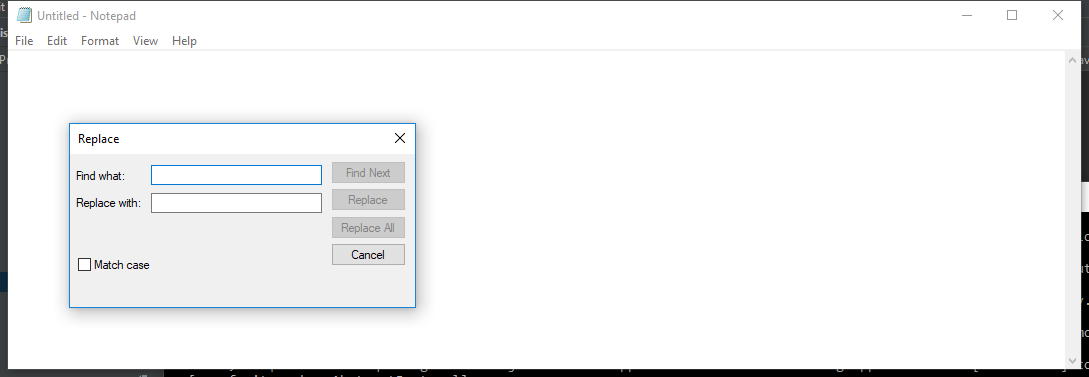 Untitled - Notepad
File Edit Format View Help
Replace
Find what:
Find Next
Replace with:
Replace
Replace All
Cancel
Match case